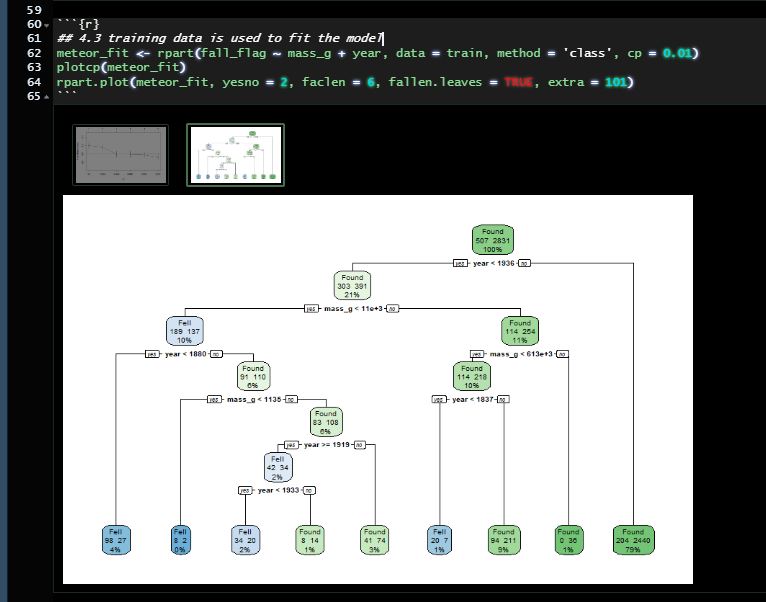 59
60 ```{r}
61 ## 4.3 training data is used to fit the model
62 meteor_fit <- rpart(fall_flag ~ mass_g + year, data = train, method = 'class', cp = 0.01)
63 plotcp(meteor_fit)
64 rpart.plot(meteor_fit, yesno = 2, faclen = 6, fallen.leaves = TRUE, extra = 101)
65 ```
Found
507 2831
100%
yes year < 1936 no
Found
303 391
21%
yes mass_g < 11e+3 no
Fell
189 137
10%
Found
114 254
11%
yes year < 1880 no
yes mass_g < 613e+3 no
Found
91 110
6%
Found
114 218
10%
yes mass_g < 1135 no
yes year < 1837 no
Found
83 108
6%
yes year >= 1919 no
Fell
42 34
2%
yes year < 1933 no
Fell
98 27
4%
Fell
8 2
0%
Fell
34 20
2%
Found
8 14
1%
Found
41 74
3%
Fell
20 7
1%
Found
94 211
9%
Found
0 36
1%
Found
204 2440
79%